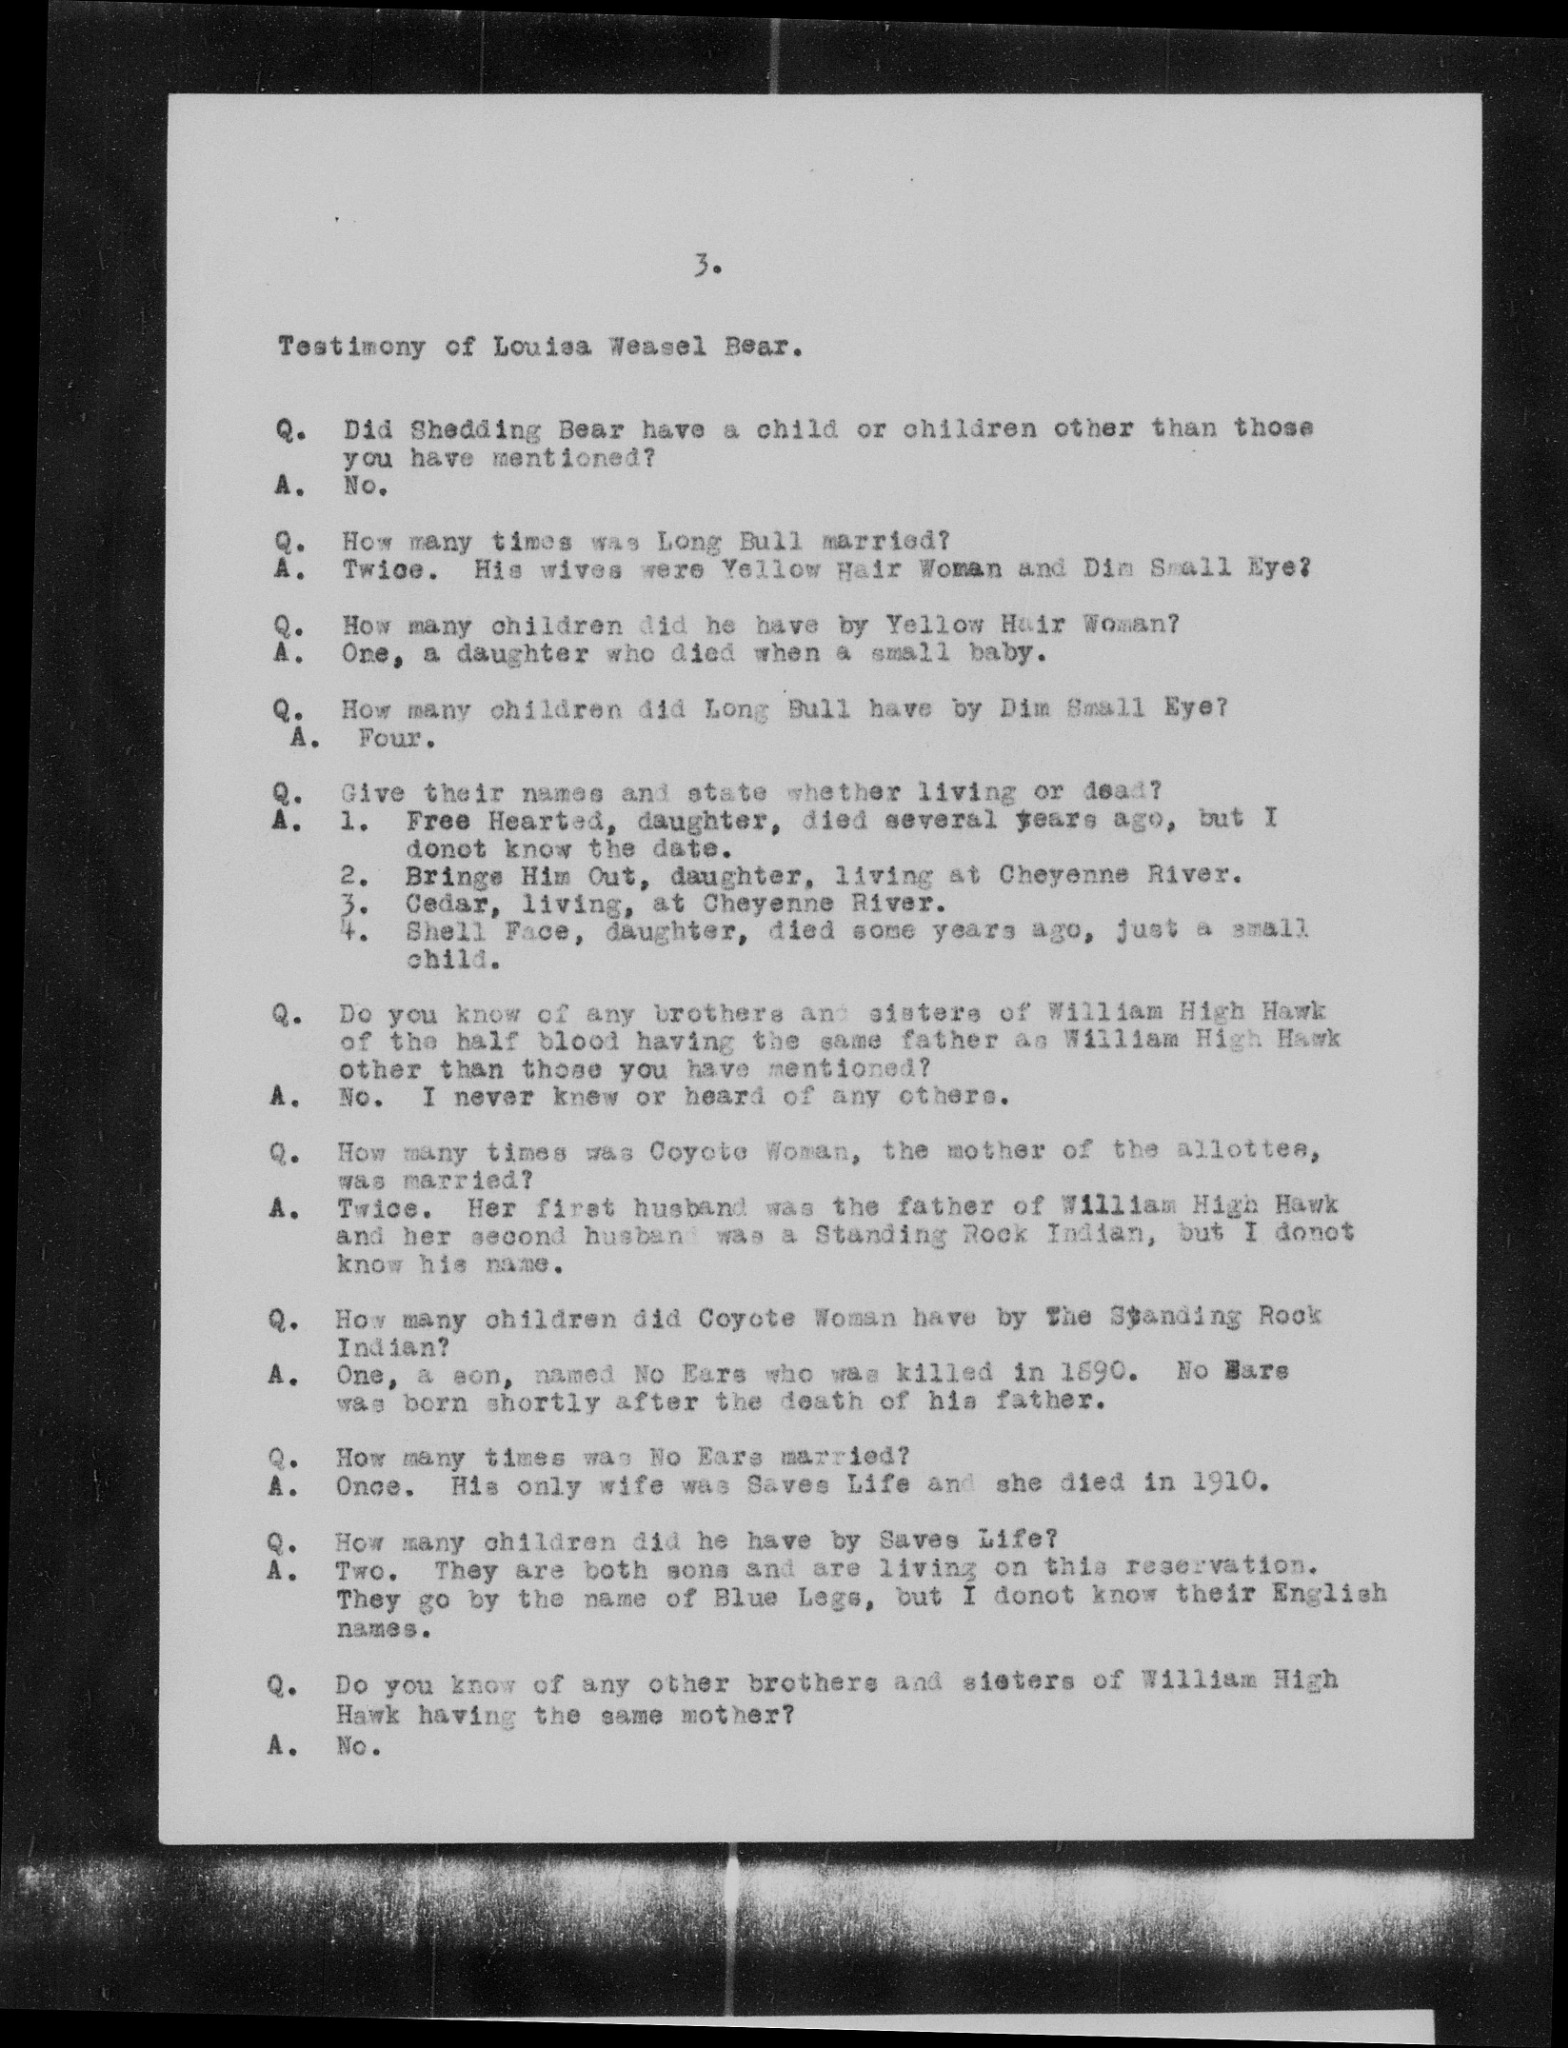 3.
Testimony of Louisa Weasel Bear.
Q. Did Shedding Bear have a child or children other than those
you have mentioned?
A. No.
Q. How many times was Long Bull married?
A. Twice. His wives were Yellow Hair Woman and Dim Small Eye?
Q. How many children did he have by Yellow Hair Woman?
A. One, a daughter who died when a small baby.
Q. How many children did Long Bull have by Dim Small Eye?
A. Four.
Q. Give their names and state whether living or dead?
A. 1. Free Hearted, daughter, died several years ago, but I
donot know the date.
2. Brings Him Out, daughter, living at Cheyenne River.
3. Cedar, living, at Cheyenne River.
4. Shell Face, daughter, died some years ago, just a small
child.
Q. Do you know of any brothers and sisters of William High Hawk
of the half blood having the same father as William High Hawk
other than those you have mentioned?
A. No. I never knew or heard of any others.
Q. How many times was Coyote Woman, the mother of the allottee,
was married?
A. Twice. Her first husband was the father of William High Hawk
and her second husband was a Standing Rock Indian, but I donot
know his name.
Q. How many children did Coyote Woman have by the Standing Rock
Indian?
A. One, a son, named No Ears who was killed in 1890. No Ears
was born shortly after the death of his father.
Q. How many times was No Ears married?
A. Once. His only wife was Saves Life and she died in 1910.
Q. How many children did he have by Saves Life?
A. Two. They are both sons and are living on this reservation.
They go by the name of Blue Legs, but I donot know their English
names.
Q. Do you know of any other brothers and sisters of William High
Hawk having the same mother?
A. No.